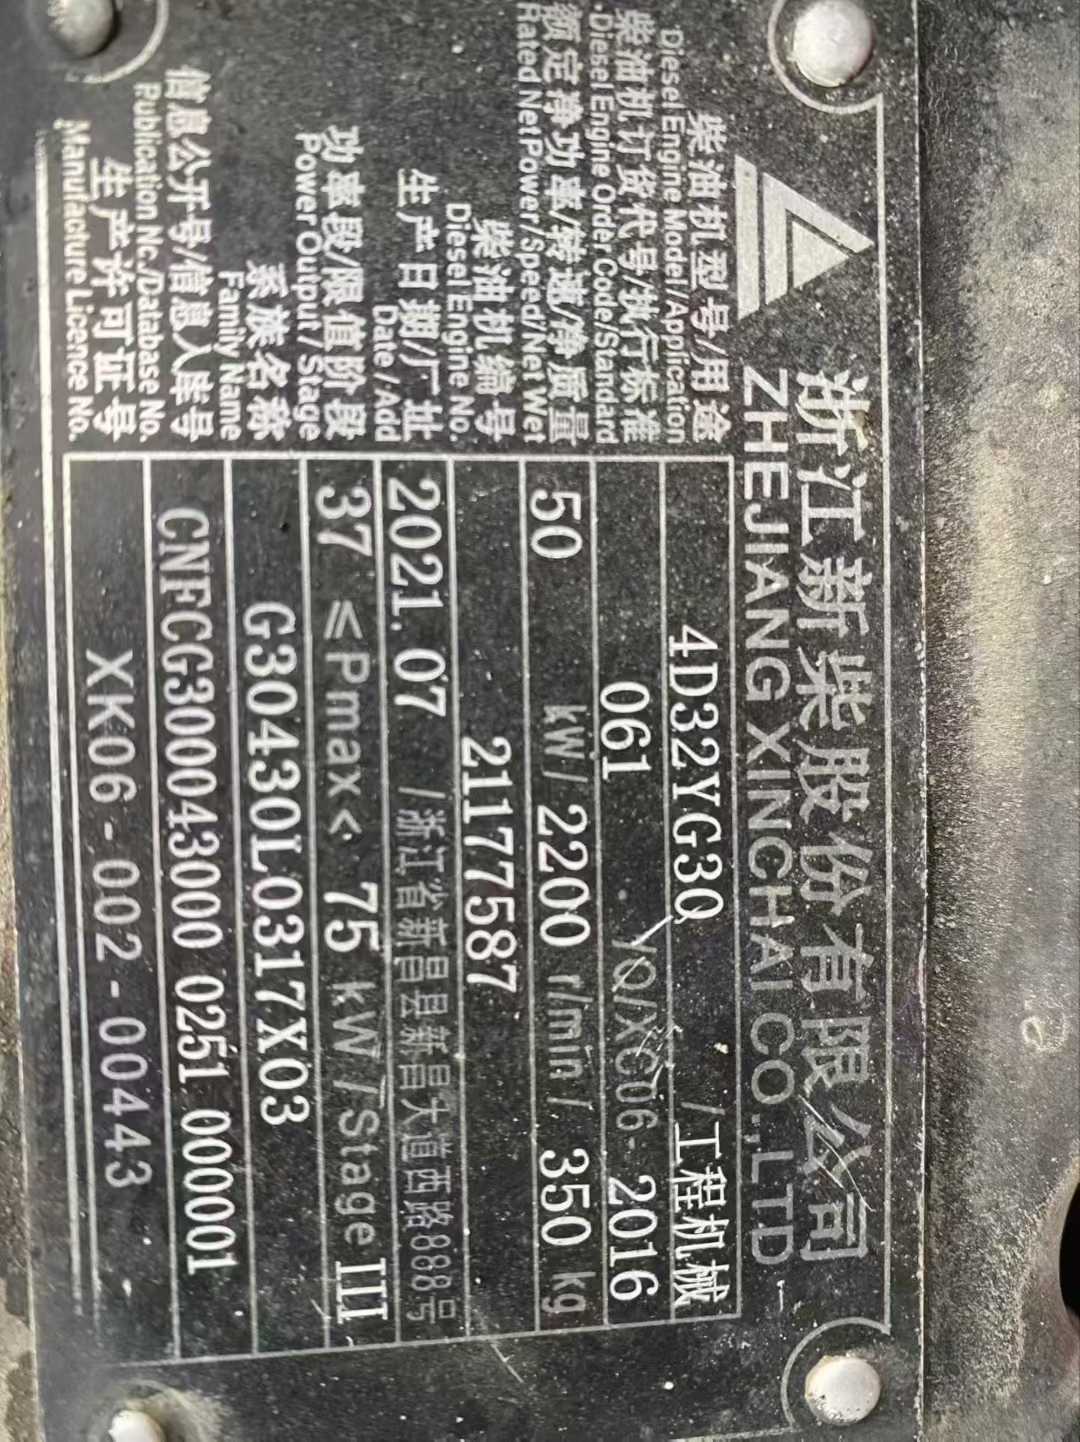 浙江新柴股份有限公司
ZHEJIANG XINCHAI CO.,LTD
柴油机型号/用途 4D32YG30 /工程机械
Diesel Engine Model/Application
柴油机订货代号/执行标准 061 /Q/XC06-2016
Diesel Engine Order Code/Standard
额定净功率/转速/净质量 50 kW/ 2200 r/min/ 350 kg
Rated Net Power/Speed/Net Wet
柴油机编号 21177587
Diesel Engine No.
生产日期/厂址 2021.07 /浙江省新昌县新昌大道西路888号
Date/Add
功率段/限值阶段 37 ≤Pmax< 75 kW/Stage III
Power Output/ Stage
系族名称 G30430L0317X03
Family Name
信息公开号/信息入库号 CNFCG300043000 0251 000001
Publication No./Database No.
生产许可证号 XK06-002-00443
Manufacture Licence No.